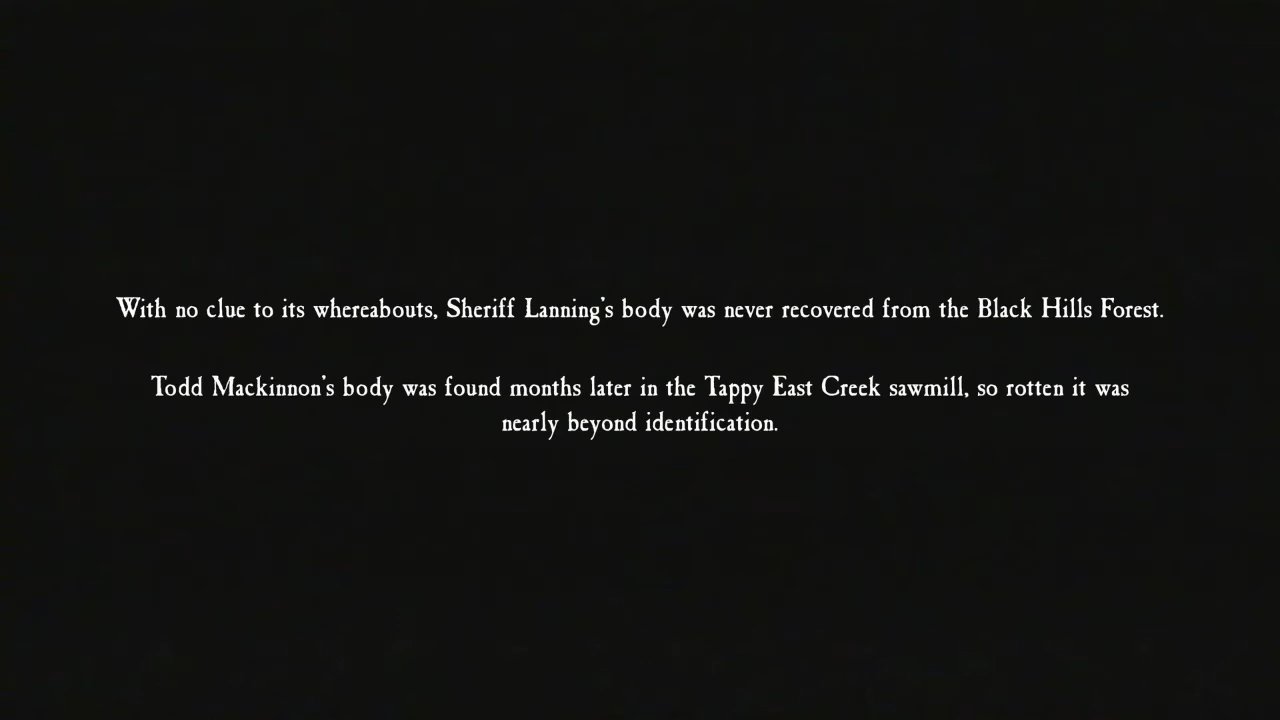 With no clue to its whereabouts, Sheriff Lanning's body was never recovered from the Black Hills Forest.
Todd Mackinnon's body was found months later in the Tappy East Creek sawmill, so rotten it was
nearly beyond identification.